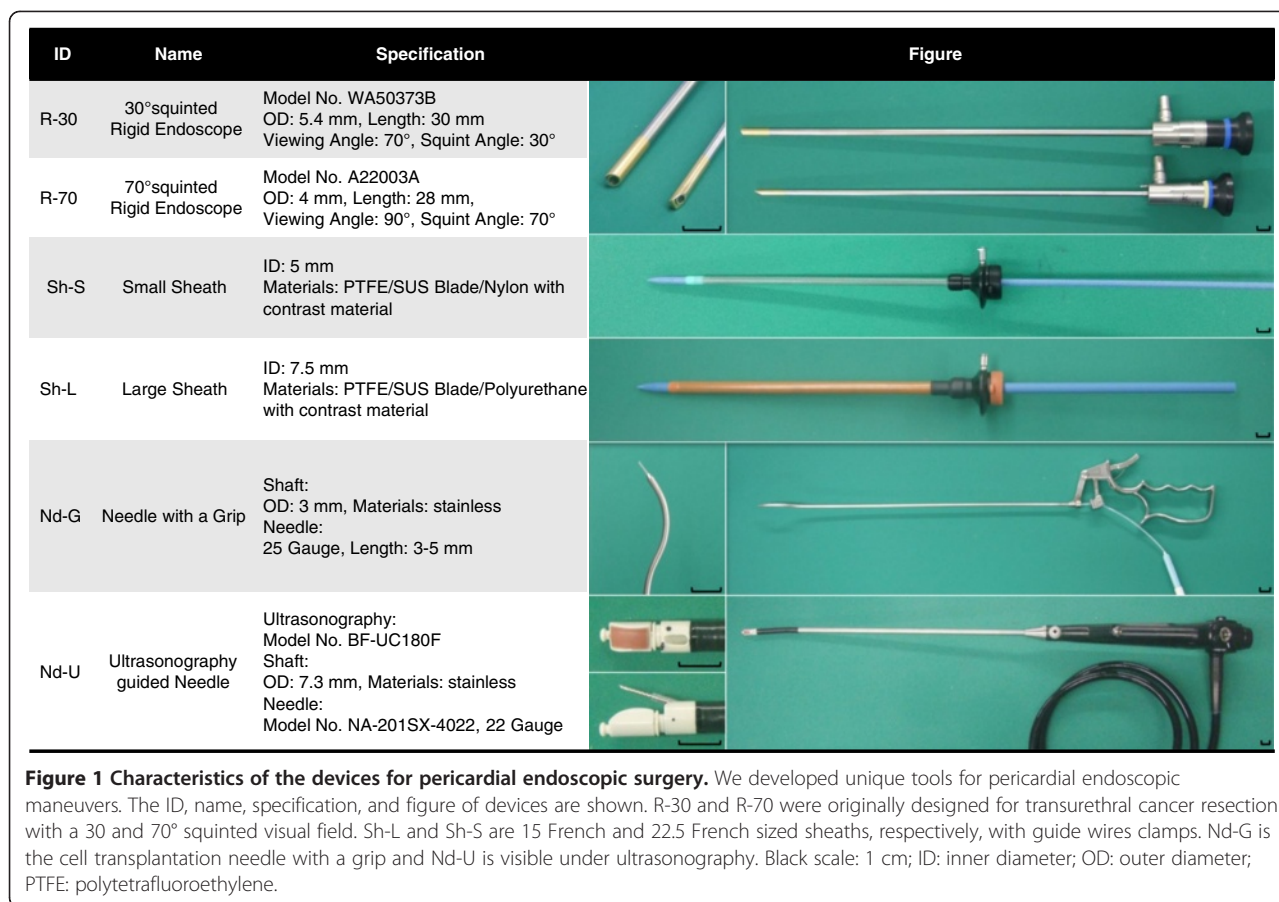 ID Name Specification Figure
R-30
30°squinted
Rigid Endoscope
Model No. WA50373B
OD: 5.4 mm, Length: 30 mm
Viewing Angle: 70°, Squint Angle: 30°
R-70
70°squinted
Rigid Endoscope
Model No. A22003A
OD: 4 mm, Length: 28 mm,
Viewing Angle: 90°, Squint Angle: 70°
Sh-S
Small Sheath
ID: 5 mm
Materials: PTFE/SUS Blade/Nylon with
contrast material
Sh-L
Large Sheath
ID: 7.5 mm
Materials: PTFE/SUS Blade/Polyurethane
with contrast material
Nd-G
Needle with a Grip
Shaft:
OD: 3 mm, Materials: stainless
Needle:
25 Gauge, Length: 3-5 mm
Nd-U
Ultrasonography
guided Needle
Ultrasonography:
Model No. BF-UC180F
Shaft:
OD: 7.3 mm, Materials: stainless
Needle:
Model No. NA-201SX-4022, 22 Gauge
Figure 1 Characteristics of the devices for pericardial endoscopic surgery. We developed unique tools for pericardial endoscopic
maneuvers. The ID, name, specification, and figure of devices are shown. R-30 and R-70 were originally designed for transurethral cancer resection
with a 30 and 70° squinted visual field. Sh-L and Sh-S are 15 French and 22.5 French sized sheaths, respectively, with guide wires clamps. Nd-G is
the cell transplantation needle with a grip and Nd-U is visible under ultrasonography. Black scale: 1 cm; ID: inner diameter; OD: outer diameter;
PTFE: polytetrafluoroethylene.